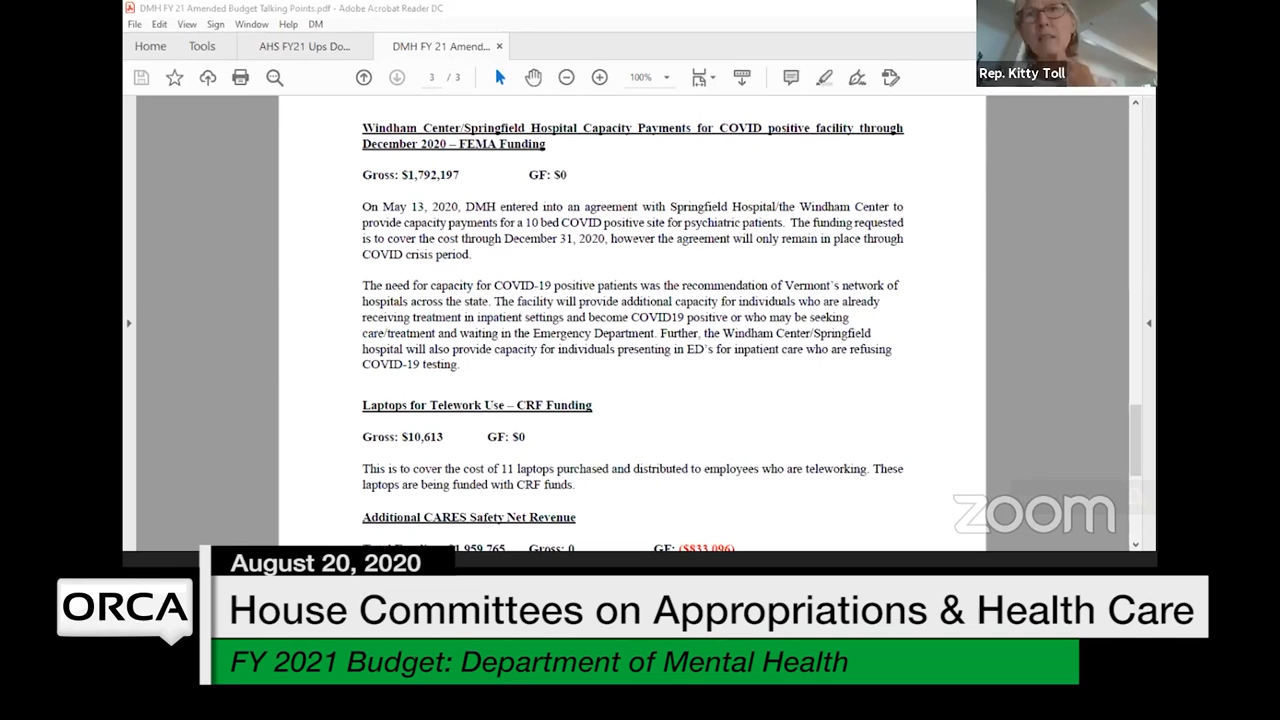 DMH FY 21 Amended Budget Talking Points.pdf - Adobe Acrobat Reader DC
File Edit View Sign Window Help DM
Home Tools AHS FY21 Ups Do... DMH FY 21 Amend... ×
3 / 3 100%
Rep. Kitty Toll
Windham Center/Springfield Hospital Capacity Payments for COVID positive facility through
December 2020 – FEMA Funding
Gross: $1,792,197 GF: $0
On May 13, 2020, DMH entered into an agreement with Springfield Hospital/the Windham Center to
provide capacity payments for a 10 bed COVID positive site for psychiatric patients. The funding requested
is to cover the cost through December 31, 2020, however the agreement will only remain in place through
COVID crisis period.
The need for capacity for COVID-19 positive patients was the recommendation of Vermont`s network of
hospitals across the state. The facility will provide additional capacity for individuals who are already
receiving treatment in inpatient settings and become COVID19 positive or who may be seeking
care/treatment and waiting in the Emergency Department. Further, the Windham Center/Springfield
hospital will also provide capacity for individuals presenting in ED`s for inpatient care who are refusing
COVID-19 testing.
Laptops for Telework Use – CRF Funding
Gross: $10,613 GF: $0
This is to cover the cost of 11 laptops purchased and distributed to employees who are teleworking. These
laptops are being funded with CRF funds.
Additional CARES Safety Net Revenue
Gross: 0 GF: ($833,096)
zoom
August 20, 2020
ORCA
House Committees on Appropriations & Health Care
FY 2021 Budget: Department of Mental Health